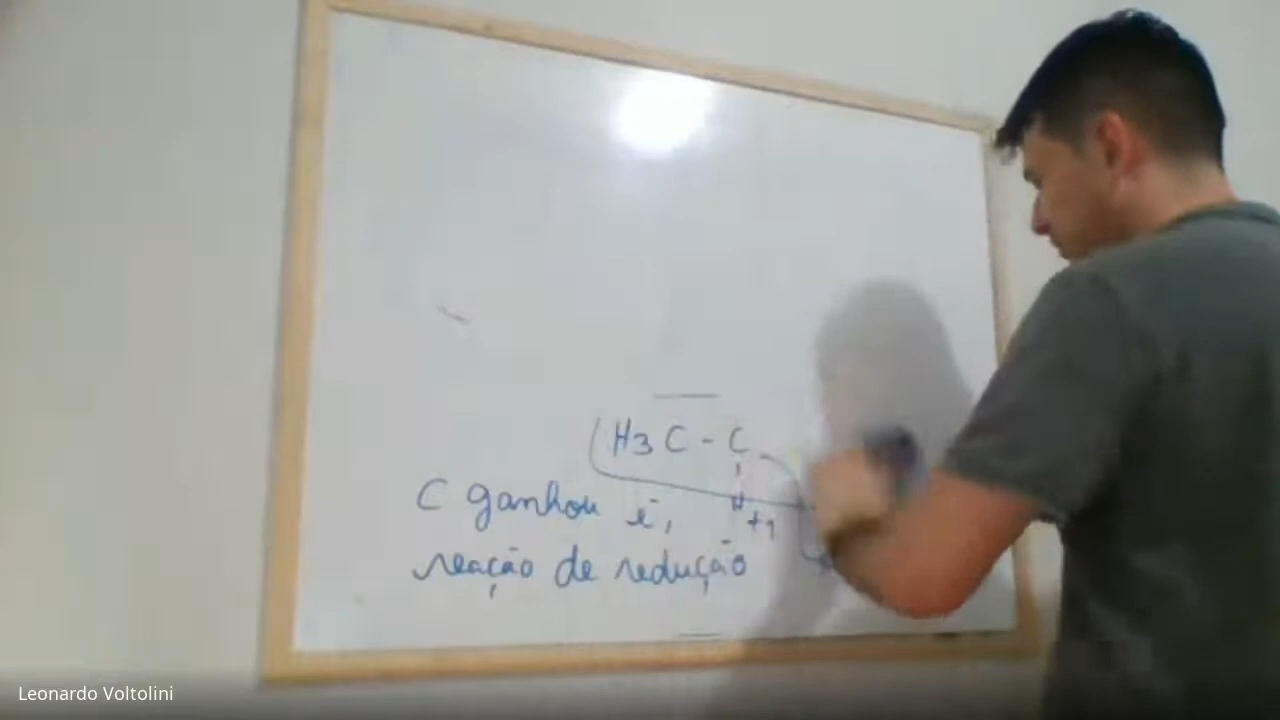 H3C - C
H +1
C ganhou e-,
reação de redução
Leonardo Voltolini